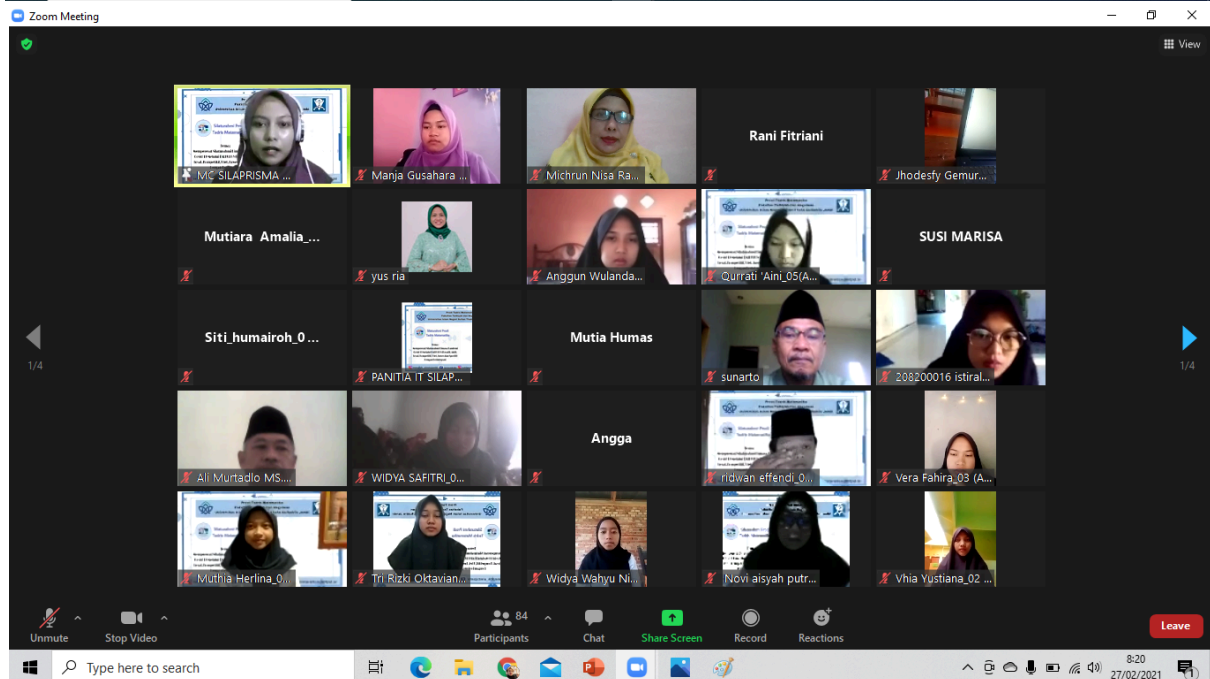 Zoom Meeting
View
MC SILAPRISMA ...
Manja Gusahara ...
Michrun Nisa Ra...
Rani Fitriani
Jhodesfy Gemur...
Mutiara Amalia_...
yus ria
Anggun Wulanda...
Qurrati 'Aini_05(A...
SUSI MARISA
Siti_humairoh_0...
PANITIA IT SILAP...
Mutia Humas
sunarto
208200016 istiral...
1/4
1/4
Ali Murtadlo MS....
WIDYA SAFITRI_0...
Angga
ridwan effendi_0...
Vera Fahira_03 (A...
Muthia Herlina_0...
Tri Rizki Oktavian...
Widya Wahyu Ni...
Novi aisyah putr...
Vhia Yustiana_02 ...
84
Unmute
Stop Video
Participants
Chat
Share Screen
Record
Reactions
Leave
Type here to search
8:20
27/02/2021
1